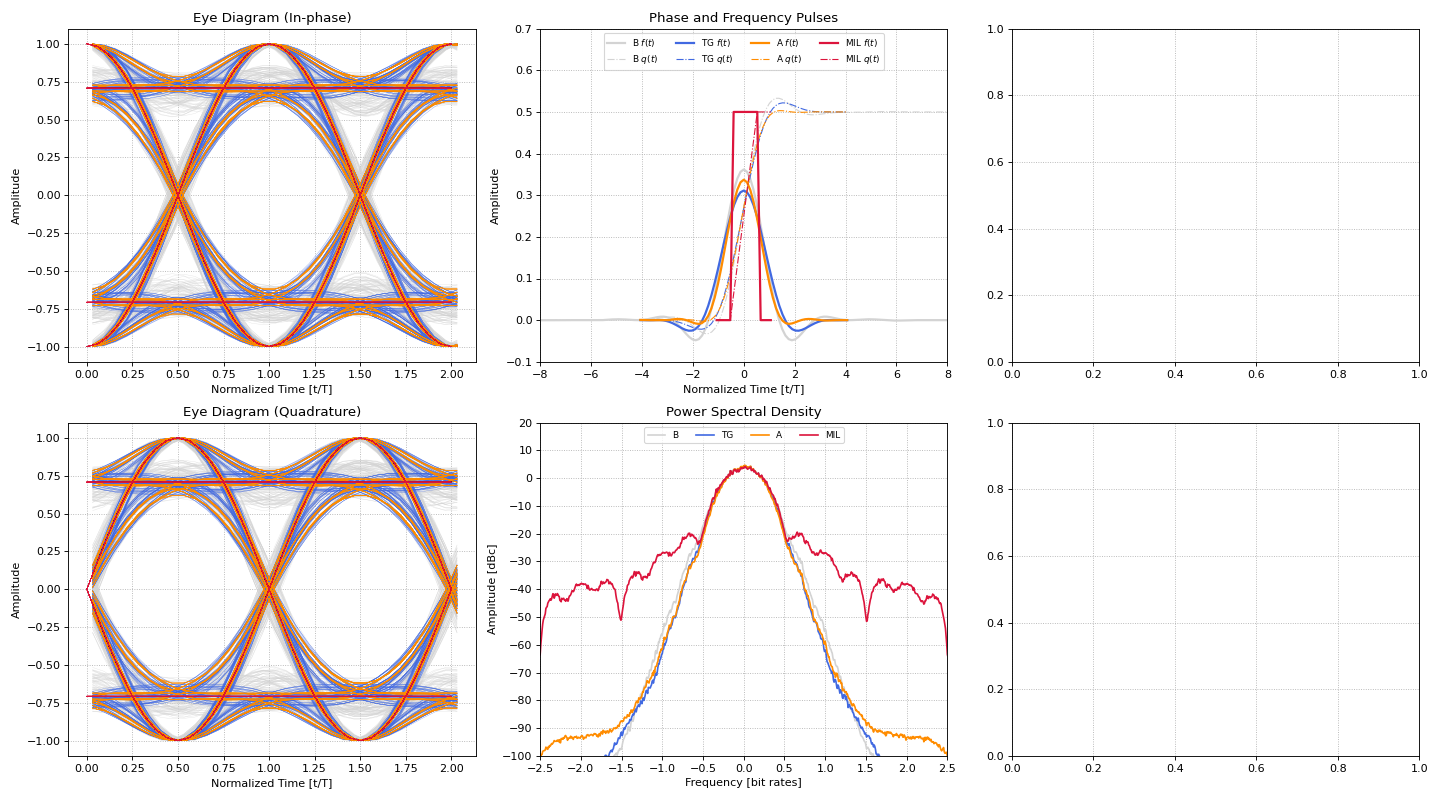 Eye Diagram (In-phase)
Amplitude
1.00
0.75
0.50
0.25
0.00
−0.25
−0.50
−0.75
−1.00
0.00 0.25 0.50 0.75 1.00 1.25 1.50 1.75 2.00
Normalized Time [t/T]
Phase and Frequency Pulses
B f(t) TG f(t) A f(t) MIL f(t)
B q(t) TG q(t) A q(t) MIL q(t)
Amplitude
0.7
0.6
0.5
0.4
0.3
0.2
0.1
0.0
−0.1
−8 −6 −4 −2 0 2 4 6 8
Normalized Time [t/T]
1.0
0.8
0.6
0.4
0.2
0.0
0.0 0.2 0.4 0.6 0.8 1.0
Eye Diagram (Quadrature)
Amplitude
1.00
0.75
0.50
0.25
0.00
−0.25
−0.50
−0.75
−1.00
0.00 0.25 0.50 0.75 1.00 1.25 1.50 1.75 2.00
Normalized Time [t/T]
Power Spectral Density
B TG A MIL
Amplitude [dBc]
20
10
0
−10
−20
−30
−40
−50
−60
−70
−80
−90
−100
−2.5 −2.0 −1.5 −1.0 −0.5 0.0 0.5 1.0 1.5 2.0 2.5
Frequency [bit rates]
1.0
0.8
0.6
0.4
0.2
0.0
0.0 0.2 0.4 0.6 0.8 1.0